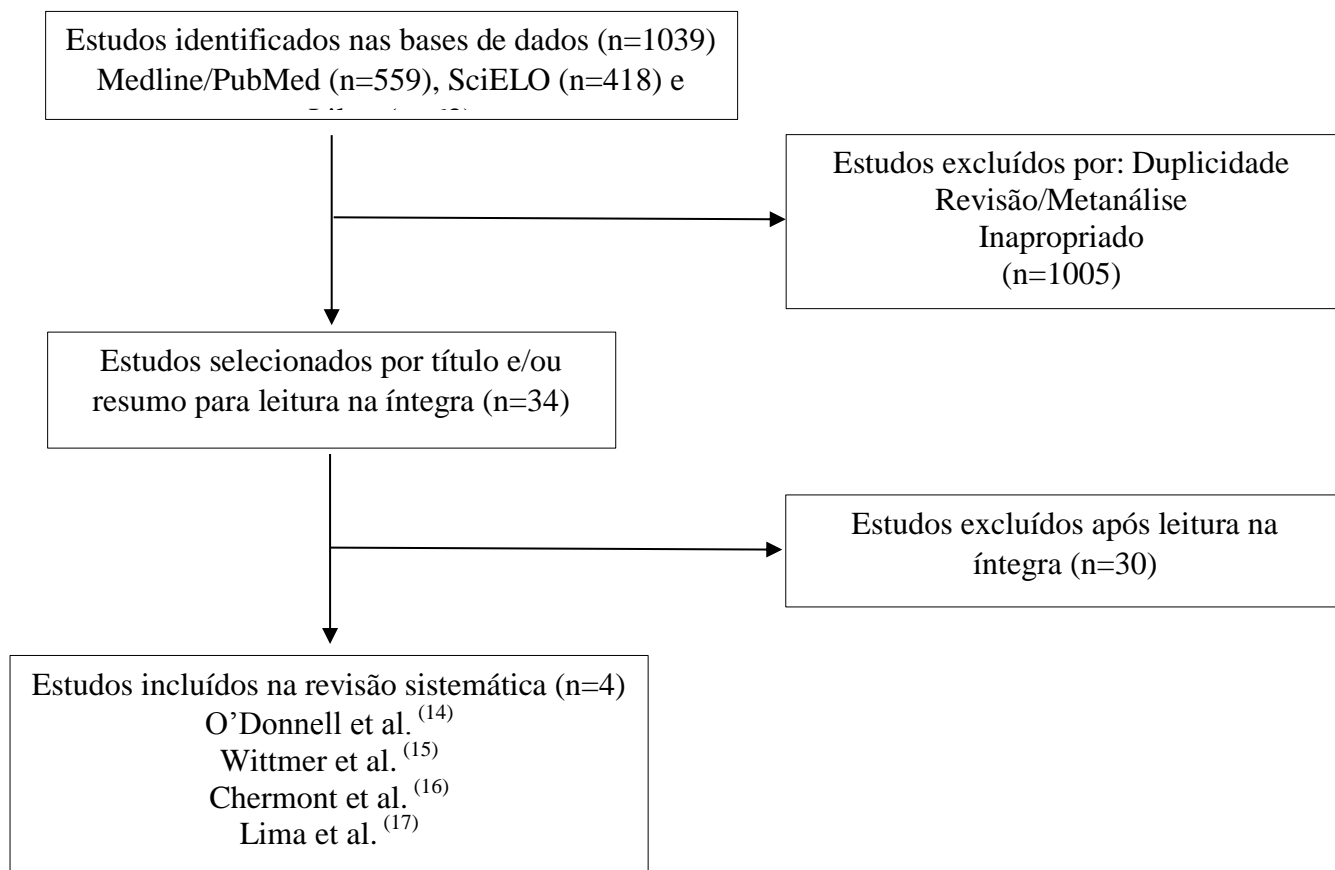 Estudos identificados nas bases de dados (n=1039)
Medline/PubMed (n=559), SciELO (n=418) e
Estudos excluídos por: Duplicidade
Revisão/Metanálise
Inapropriado
(n=1005)
Estudos selecionados por título e/ou
resumo para leitura na íntegra (n=34)
Estudos excluídos após leitura na
íntegra (n=30)
Estudos incluídos na revisão sistemática (n=4)
O’Donnell et al. (14)
Wittmer et al. (15)
Chermont et al. (16)
Lima et al. (17)